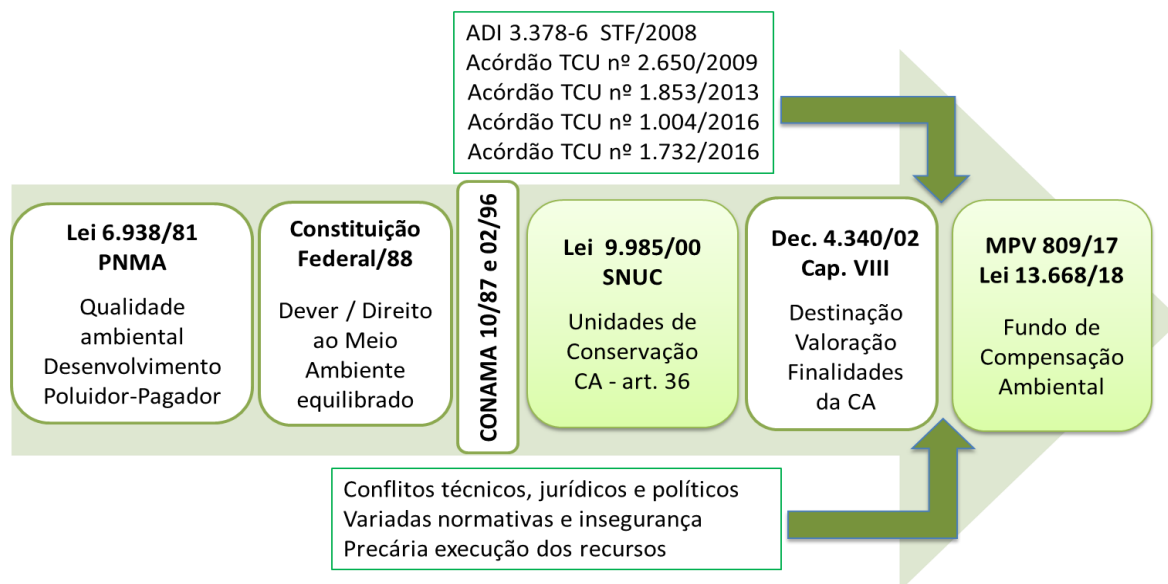 ADI 3.378-6 STF/2008
Acórdão TCU nº 2.650/2009
Acórdão TCU nº 1.853/2013
Acórdão TCU nº 1.004/2016
Acórdão TCU nº 1.732/2016
Lei 6.938/81
PNMA
Qualidade
ambiental
Desenvolvimento
Poluidor-Pagador
Constituição
Federal/88
Dever / Direito
ao Meio
Ambiente
equilibrado
CONAMA 10/87 e 02/96
Lei 9.985/00
SNUC
Unidades de
Conservação
CA - art. 36
Dec. 4.340/02
Cap. VIII
Destinação
Valoração
Finalidades
da CA
MPV 809/17
Lei 13.668/18
Fundo de
Compensação
Ambiental
Conflitos técnicos, jurídicos e políticos
Variadas normativas e insegurança
Precária execução dos recursos